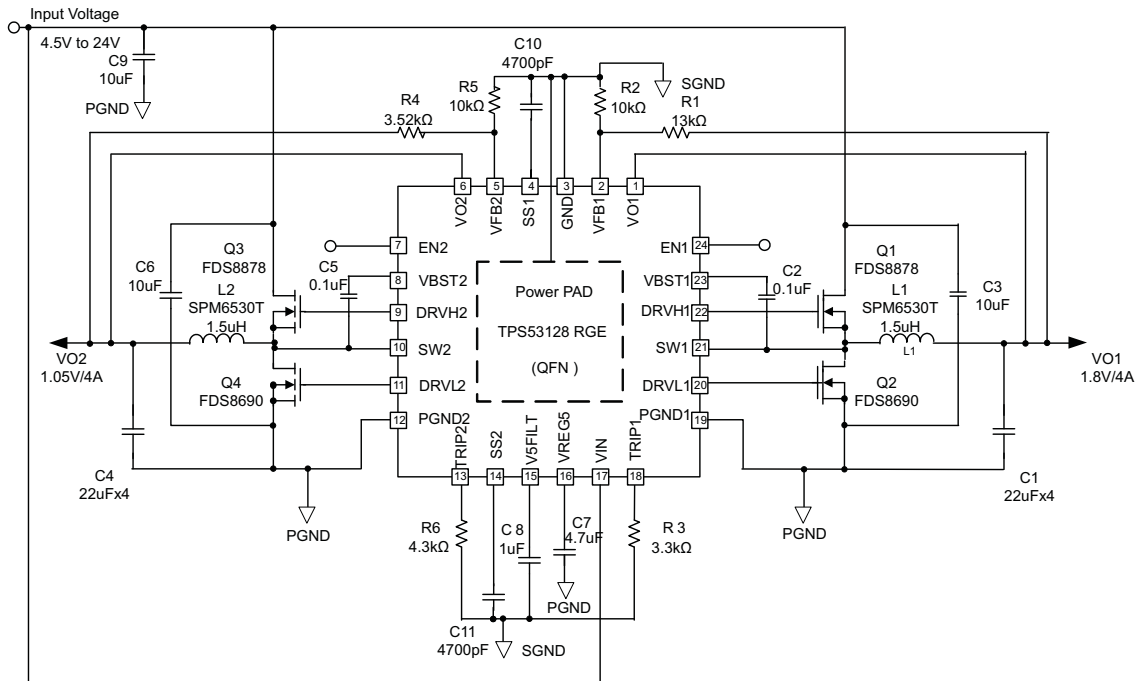 Input Voltage
4.5V to 24V
C9
10uF
PGND
C10
4700pF
SGND
R5
10kΩ
R2
10kΩ
R4
3.52kΩ
R1
13kΩ
6
5
4
3
2
1
VO2
VFB2
SS1
GND
VFB1
VO1
7
EN2
EN1
24
Q3
FDS8878
L2
SPM6530T
1.5uH
C6
10uF
C5
0.1uF
8
VBST2
VBST1
23
C2
0.1uF
Q1
FDS8878
L1
SPM6530T
1.5uH
L1
C3
10uF
9
DRVH2
DRVH1
22
Power PAD
TPS53128 RGE
(QFN )
10
SW2
SW1
21
VO2
1.05V/4A
VO1
1.8V/4A
Q4
FDS8690
11
DRVL2
DRVL1
20
Q2
FDS8690
12
PGND2
PGND1
19
TRIP2
SS2
V5FILT
VREG5
VIN
TRIP1
13
14
15
16
17
18
C4
22uFx4
PGND
R6
4.3kΩ
C 8
1uF
C7
4.7uF
PGND
R 3
3.3kΩ
PGND
C1
22uFx4
C11
4700pF
SGND